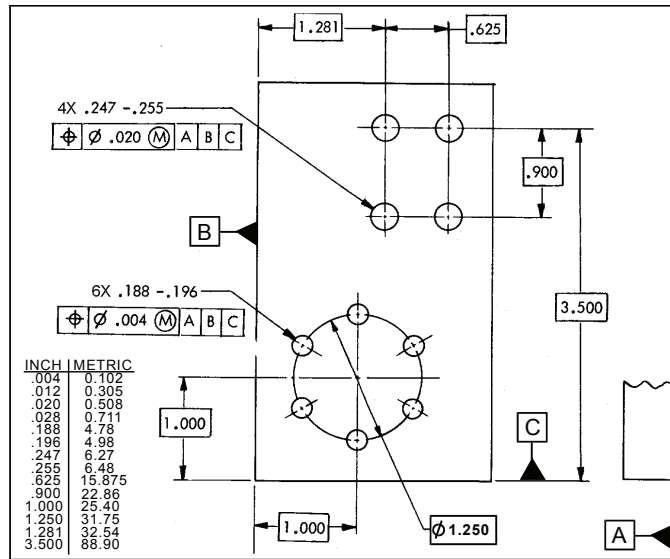 1.281
.625
4X .247 -.255
⌖ Ø .020 Ⓜ A B C
.900
B
3.500
6X .188 -.196
⌖ Ø .004 Ⓜ A B C
INCH METRIC
.004 0.102
.012 0.305
.020 0.508
.028 0.711
.188 4.78
.196 4.98
.247 6.27
.255 6.48
.625 15.875
.900 22.86
1.000 25.40
1.250 31.75
1.281 32.54
3.500 88.90
1.000
C
1.000
Ø 1.250
A